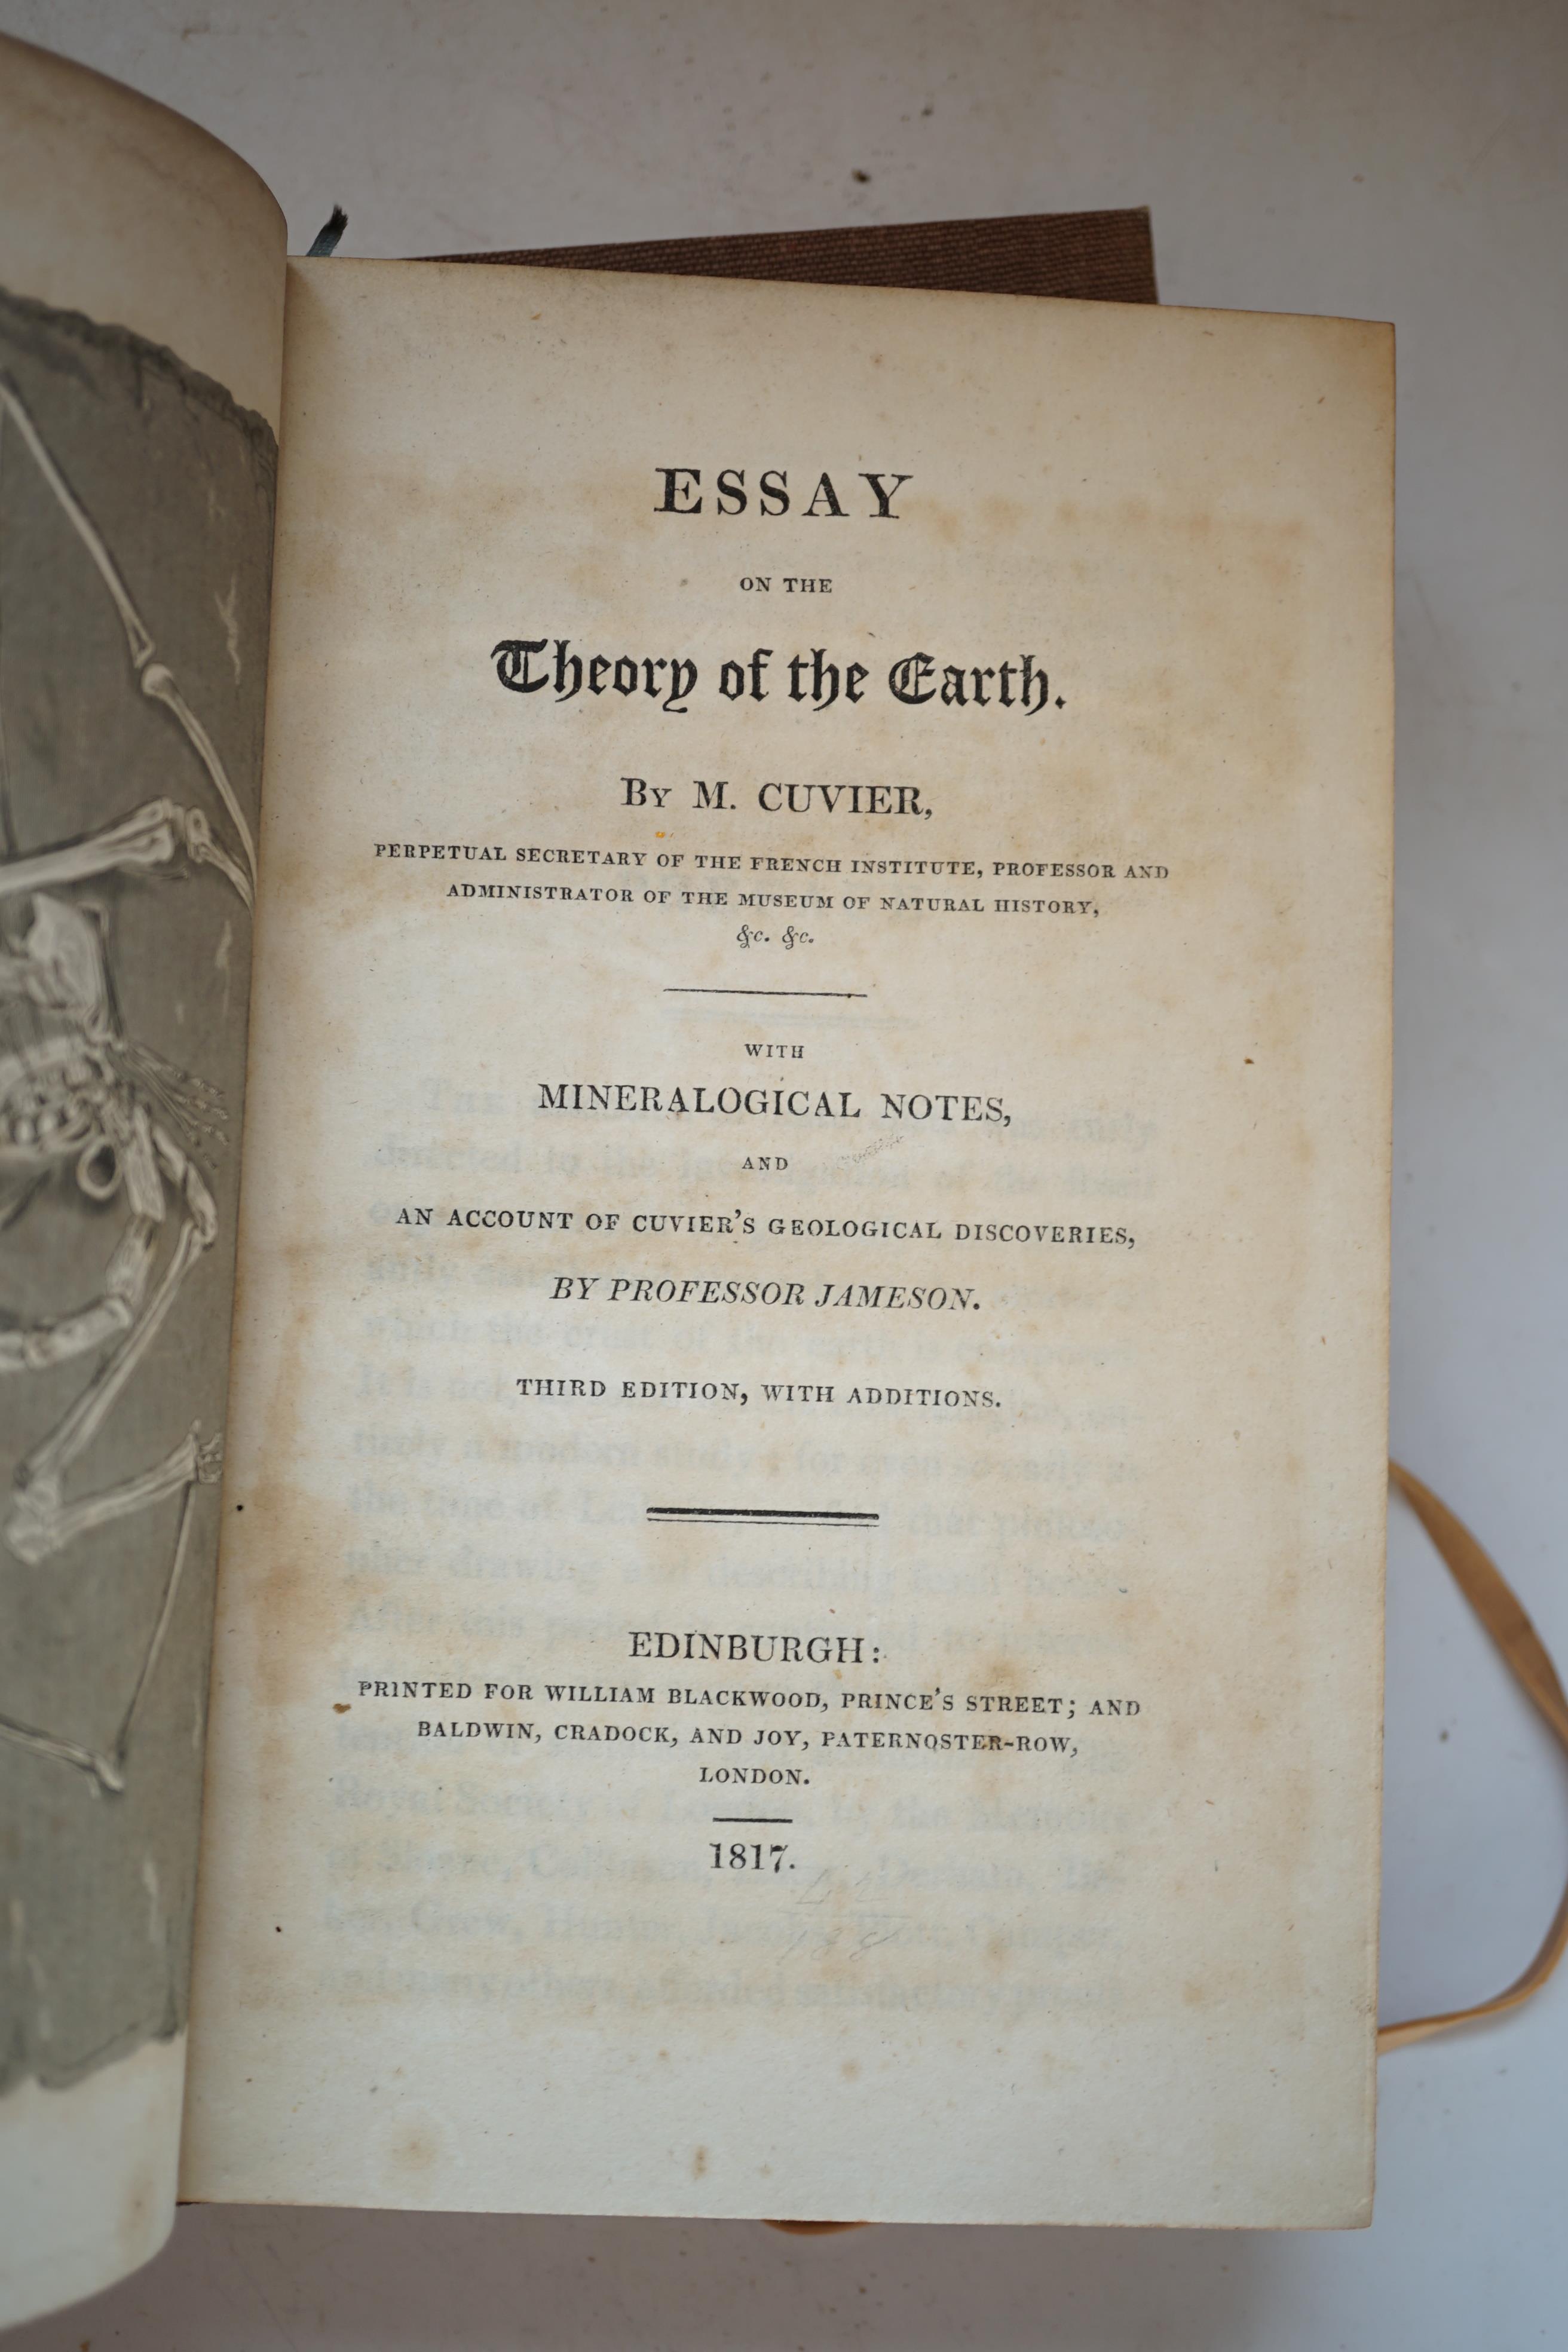 ESSAY
ON THE
Theory of the Earth.
BY M. CUVIER,
PERPETUAL SECRETARY OF THE FRENCH INSTITUTE, PROFESSOR AND
ADMINISTRATOR OF THE MUSEUM OF NATURAL HISTORY,
&c. &c.
WITH
MINERALOGICAL NOTES,
AND
AN ACCOUNT OF CUVIER'S GEOLOGICAL DISCOVERIES,
BY PROFESSOR JAMESON.
THIRD EDITION, WITH ADDITIONS.
EDINBURGH:
PRINTED FOR WILLIAM BLACKWOOD, PRINCE'S STREET; AND
BALDWIN, CRADOCK, AND JOY, PATERNOSTER-ROW,
LONDON.
1817.